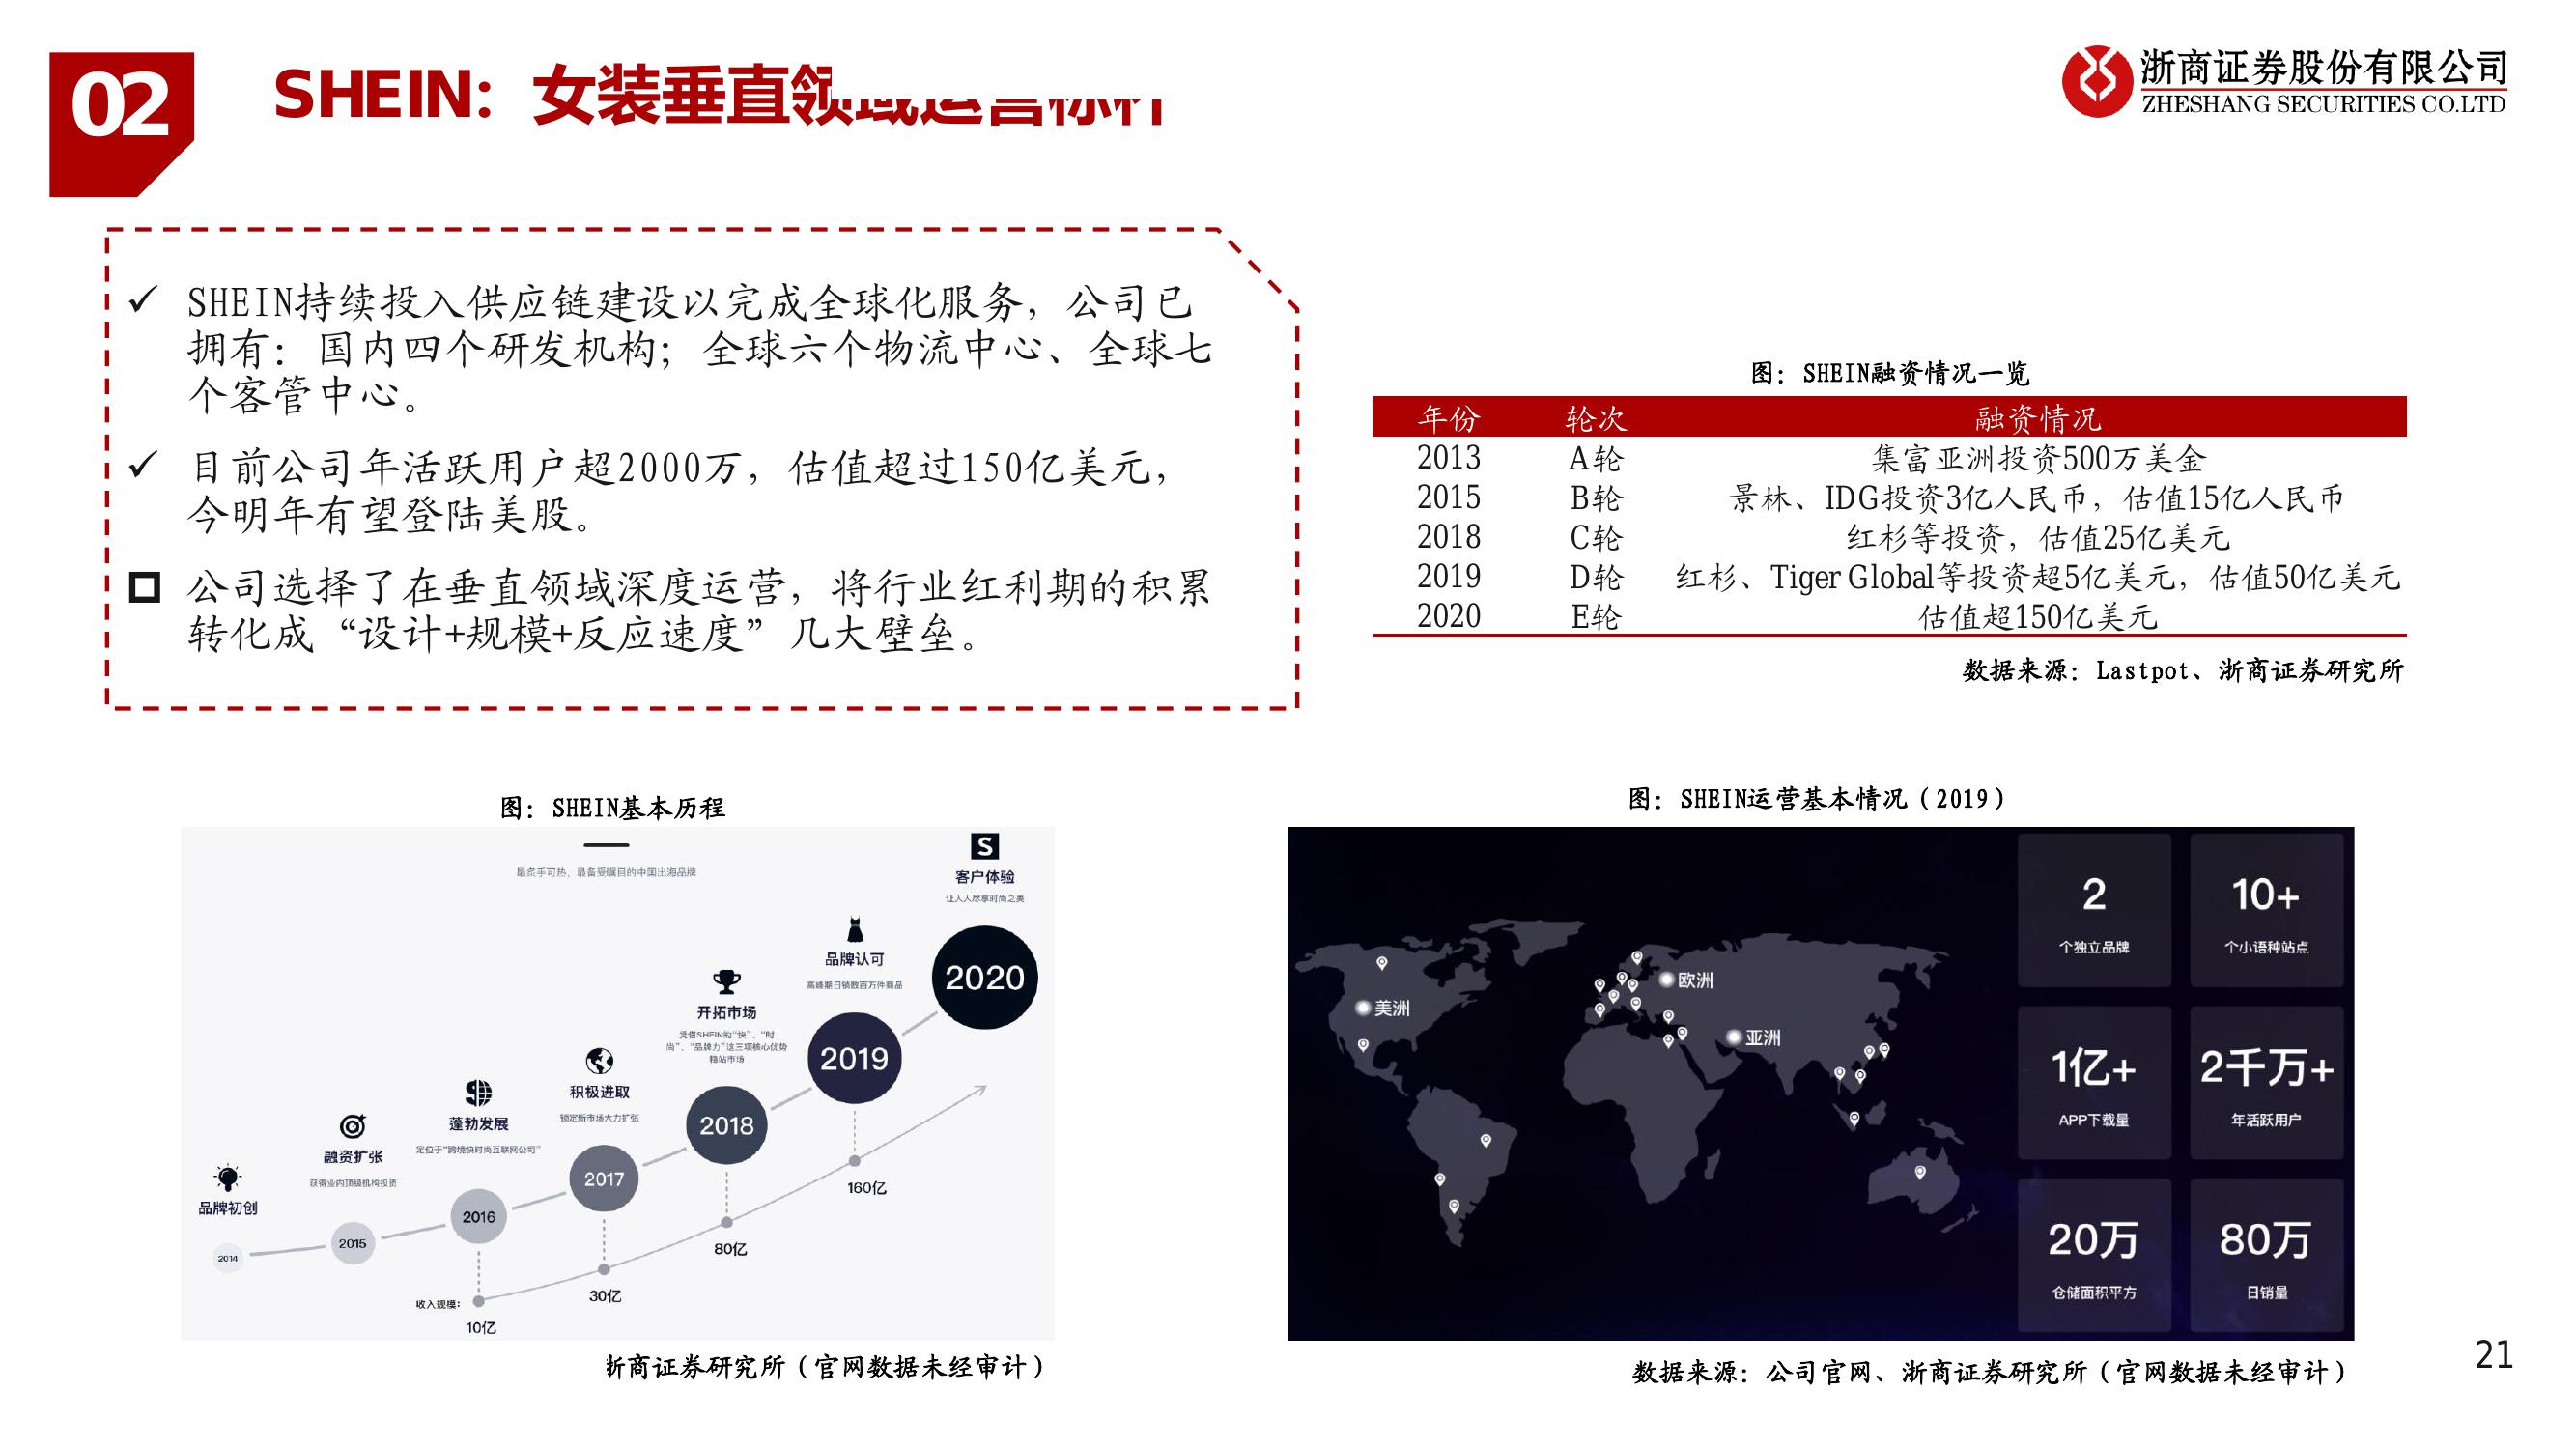 02
SHEIN：女装垂直领域运营标杆
浙商证券股份有限公司
ZHESHANG SECURITIES CO.LTD
SHEIN持续投入供应链建设以完成全球化服务，公司已
拥有：国内四个研发机构；全球六个物流中心、全球七
个客管中心。
目前公司年活跃用户超2000万，估值超过150亿美元，
今明年有望登陆美股。
公司选择了在垂直领域深度运营，将行业红利期的积累
转化成“设计+规模+反应速度”几大壁垒。
图：SHEIN融资情况一览
年份 轮次 融资情况
2013 A轮 集富亚洲投资500万美金
2015 B轮 景林、IDG投资3亿人民币，估值15亿人民币
2018 C轮 红杉等投资，估值25亿美元
2019 D轮 红杉、Tiger Global等投资超5亿美元，估值50亿美元
2020 E轮 估值超150亿美元
数据来源：Lastpot、浙商证券研究所
图：SHEIN基本历程
最炙手可热、最备受瞩目的中国出海品牌
品牌初创
2014
融资扩张
获得业内顶级机构投资
2015
蓬勃发展
定位于“跨境快时尚互联网公司”
2016
积极进取
锁定新市场大力扩张
2017
开拓市场
凭借SHEIN的“快”、“时
尚”、“品牌力”这三项核心优势
稳站市场
2018
品牌认可
高峰期日销数百万件商品
2019
S
客户体验
让人人尽享时尚之美
2020
收入规模：
10亿
30亿
80亿
160亿
浙商证券研究所（官网数据未经审计）
图：SHEIN运营基本情况（2019）
美洲
欧洲
亚洲
2
个独立品牌
10+
个小语种站点
1亿+
APP下载量
2千万+
年活跃用户
20万
仓储面积平方
80万
日销量
数据来源：公司官网、浙商证券研究所（官网数据未经审计）
21